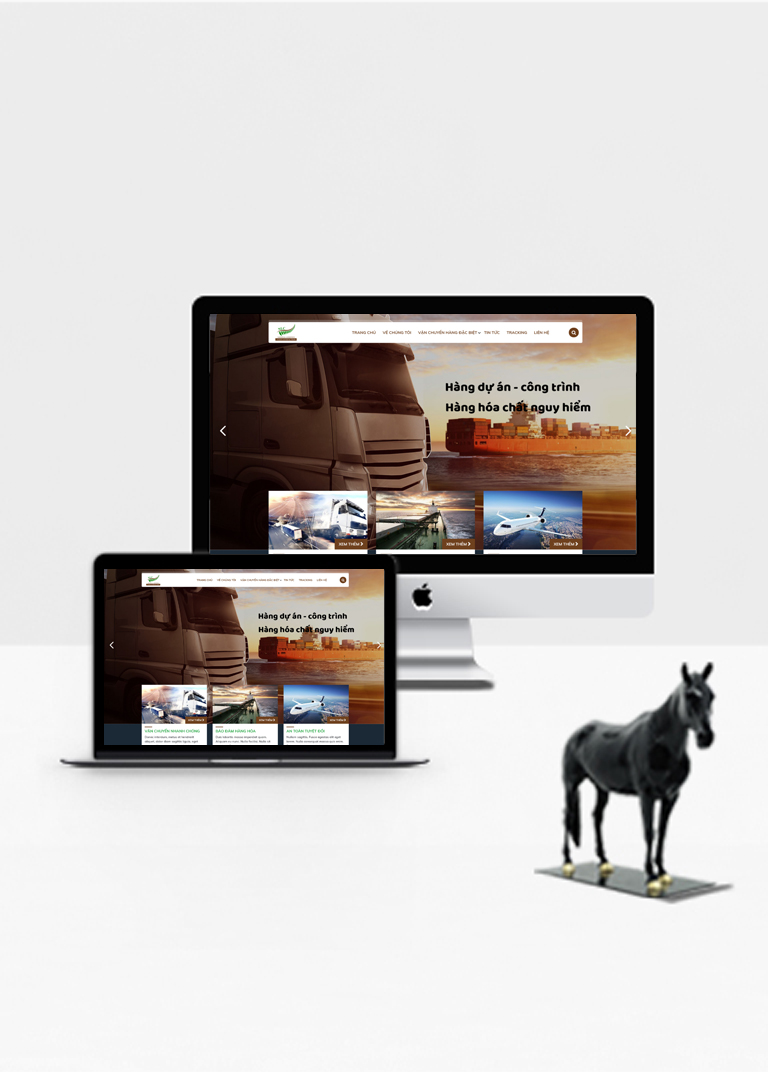 TRANG CHỦ VỀ CHÚNG TÔI VẬN CHUYỂN HÀNG ĐẶC BIỆT TIN TỨC TRACKING LIÊN HỆ
Hàng dự án - công trình
Hàng hóa chất nguy hiểm
XEM THÊM XEM THÊM XEM THÊM
TRANG CHỦ VỀ CHÚNG TÔI VẬN CHUYỂN HÀNG ĐẶC BIỆT TIN TỨC TRACKING LIÊN HỆ
Hàng dự án - công trình
Hàng hóa chất nguy hiểm
XEM THÊM XEM THÊM XEM THÊM
VẬN CHUYỂN NHANH CHÓNG BẢO ĐẢM HÀNG HÓA AN TOÀN TUYỆT ĐỐI